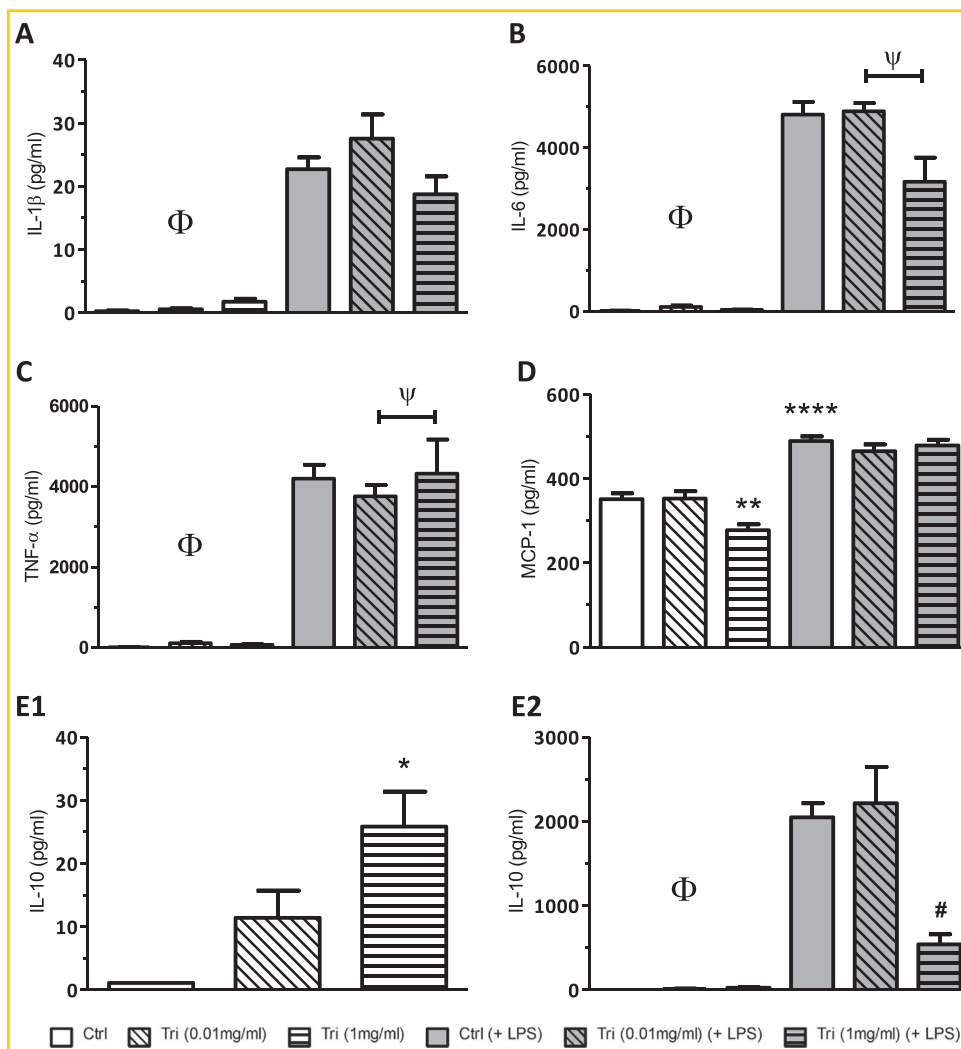 A
IL-1β (pg/ml)
40
30
20
10
0
Φ
B
IL-6 (pg/ml)
6000
4000
2000
0
Φ
ψ
C
TNF-α (pg/ml)
6000
4000
2000
0
Φ
ψ
D
MCP-1 (pg/ml)
600
400
200
0
**
****
E1
IL-10 (pg/ml)
40
30
20
10
0
*
E2
IL-10 (pg/ml)
3000
2000
1000
0
Φ
#
Ctrl Tri (0.01mg/ml) Tri (1mg/ml) Ctrl (+ LPS) Tri (0.01mg/ml) (+ LPS) Tri (1mg/ml) (+ LPS)